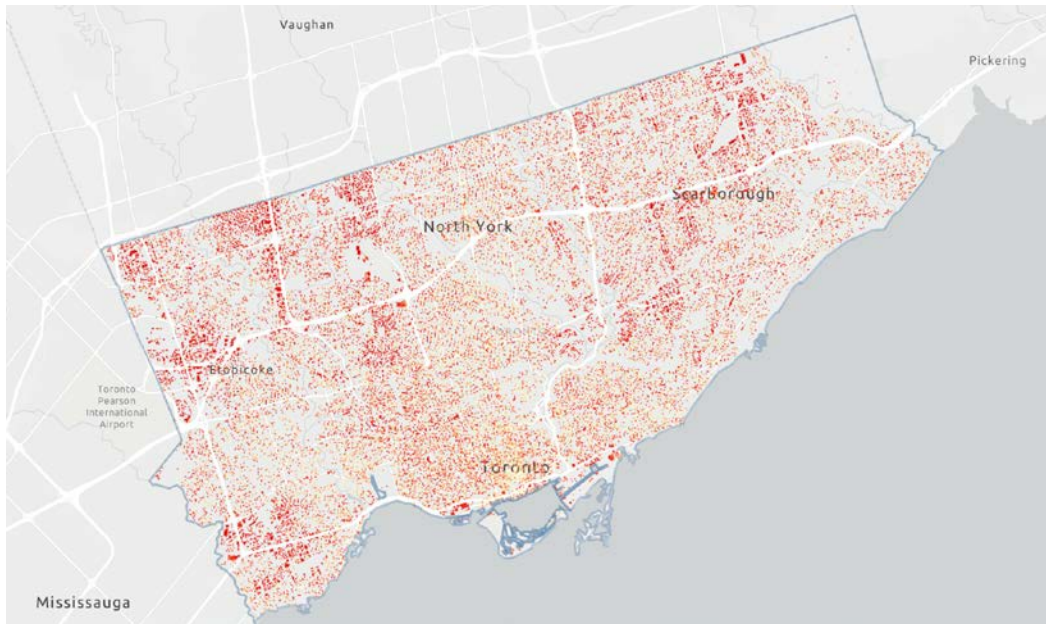 Vaughan
Pickering
Scarborough
North York
Etobicoke
Toronto
Pearson
International
Airport
Toronto
Mississauga